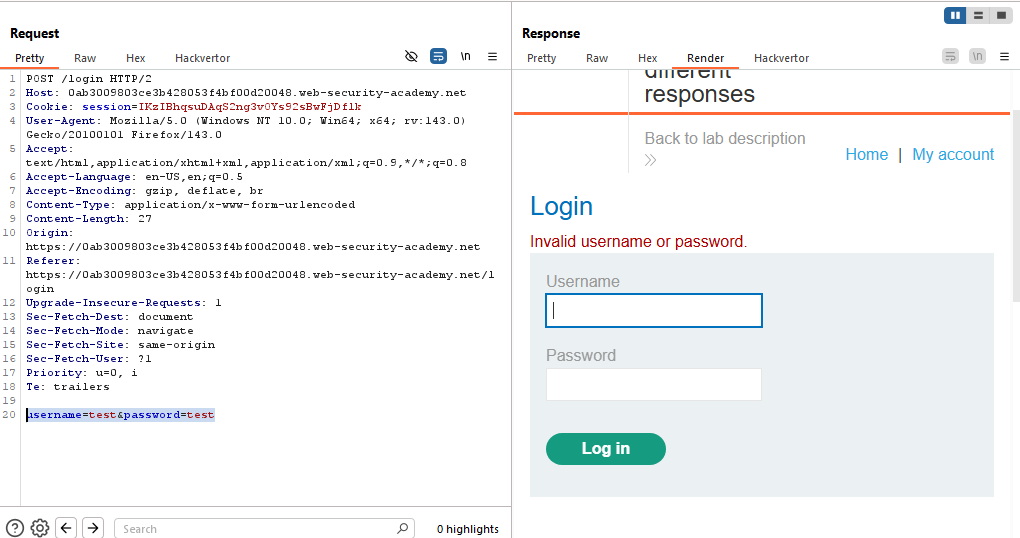 Request
Pretty Raw Hex Hackvertor
\n
1 POST /login HTTP/2
2 Host: 0ab3009803ce3b428053f4bf00d20048.web-security-academy.net
3 Cookie: session=IKzIBhqsuDAqS2ng3v0Ys92sBwFjDflk
4 User-Agent: Mozilla/5.0 (Windows NT 10.0; Win64; x64; rv:143.0)
Gecko/20100101 Firefox/143.0
5 Accept:
text/html,application/xhtml+xml,application/xml;q=0.9,*/*;q=0.8
6 Accept-Language: en-US,en;q=0.5
7 Accept-Encoding: gzip, deflate, br
8 Content-Type: application/x-www-form-urlencoded
9 Content-Length: 27
10 Origin:
https://0ab3009803ce3b428053f4bf00d20048.web-security-academy.net
11 Referer:
https://0ab3009803ce3b428053f4bf00d20048.web-security-academy.net/l
ogin
12 Upgrade-Insecure-Requests: 1
13 Sec-Fetch-Dest: document
14 Sec-Fetch-Mode: navigate
15 Sec-Fetch-Site: same-origin
16 Sec-Fetch-User: ?1
17 Priority: u=0, i
18 Te: trailers
19
20 username=test&password=test
Search
0 highlights
Response
Pretty Raw Hex Render Hackvertor
\n
different
responses
Back to lab description
Home | My account
Login
Invalid username or password.
Username
Password
Log in